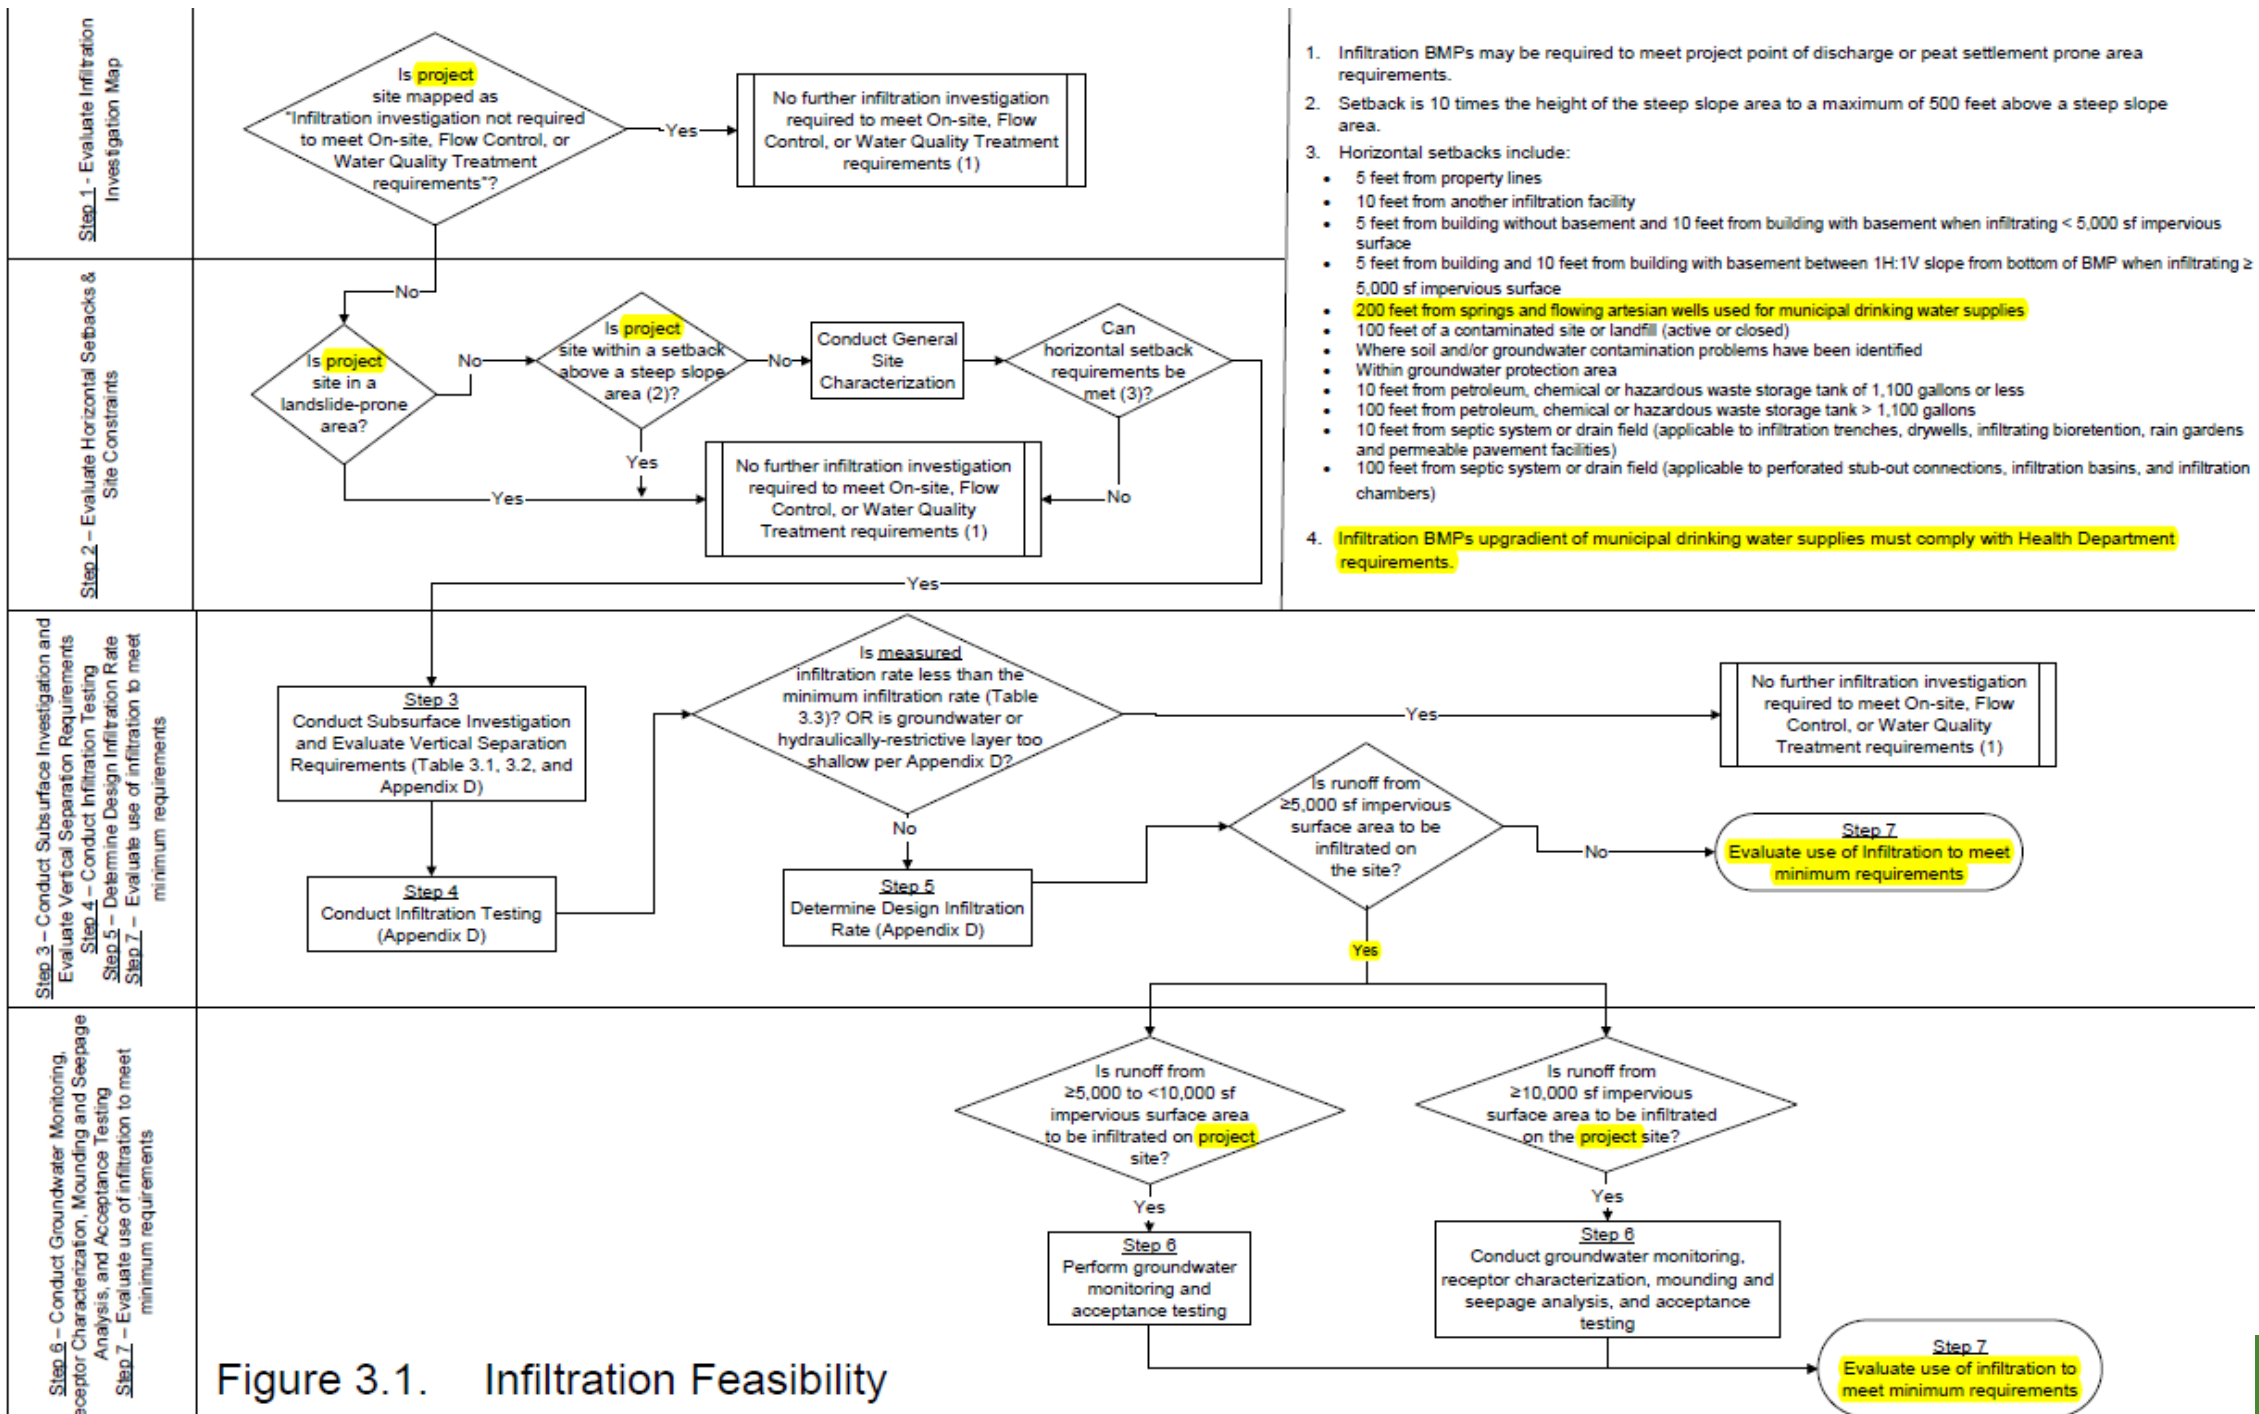 Step 1 - Evaluate Infiltration
Investigation Map
Is project
site mapped as
"Infiltration investigation not required
to meet On-site, Flow Control, or
Water Quality Treatment
requirements"?
Yes
No further infiltration investigation
required to meet On-site, Flow
Control, or Water Quality Treatment
requirements (1)
No
1. Infiltration BMPs may be required to meet project point of discharge or peat settlement prone area
requirements.
2. Setback is 10 times the height of the steep slope area to a maximum of 500 feet above a steep slope
area.
3. Horizontal setbacks include:
• 5 feet from property lines
• 10 feet from another infiltration facility
• 5 feet from building without basement and 10 feet from building with basement when infiltrating < 5,000 sf impervious
surface
• 5 feet from building and 10 feet from building with basement between 1H:1V slope from bottom of BMP when infiltrating ≥
5,000 sf impervious surface
• 200 feet from springs and flowing artesian wells used for municipal drinking water supplies
• 100 feet of a contaminated site or landfill (active or closed)
• Where soil and/or groundwater contamination problems have been identified
• Within groundwater protection area
• 10 feet from petroleum, chemical or hazardous waste storage tank of 1,100 gallons or less
• 100 feet from petroleum, chemical or hazardous waste storage tank > 1,100 gallons
• 10 feet from septic system or drain field (applicable to infiltration trenches, drywells, infiltrating bioretention, rain gardens
and permeable pavement facilities)
• 100 feet from septic system or drain field (applicable to perforated stub-out connections, infiltration basins, and infiltration
chambers)
4. Infiltration BMPs upgradient of municipal drinking water supplies must comply with Health Department
requirements.
Step 2 – Evaluate Horizontal Setbacks &
Site Constraints
Is project
site in a
landslide-prone
area?
No
Is project
site within a setback
above a steep slope
area (2)?
No
Conduct General
Site
Characterization
Can
horizontal setback
requirements be
met (3)?
Yes
Yes
No
No further infiltration investigation
required to meet On-site, Flow
Control, or Water Quality
Treatment requirements (1)
Yes
Step 3 – Conduct Subsurface Investigation and
Evaluate Vertical Separation Requirements
Step 4 – Conduct Infiltration Testing
Step 5 – Determine Design Infiltration Rate
Step 7 – Evaluate use of infiltration to meet
minimum requirements
Step 3
Conduct Subsurface Investigation
and Evaluate Vertical Separation
Requirements (Table 3.1, 3.2, and
Appendix D)
Step 4
Conduct Infiltration Testing
(Appendix D)
Is measured
infiltration rate less than the
minimum infiltration rate (Table
3.3)? OR is groundwater or
hydraulically-restrictive layer too
shallow per Appendix D?
Yes
No further infiltration investigation
required to meet On-site, Flow
Control, or Water Quality
Treatment requirements (1)
No
Step 5
Determine Design Infiltration
Rate (Appendix D)
Is runoff from
≥5,000 sf impervious
surface area to be
infiltrated on
the site?
No
Step 7
Evaluate use of Infiltration to meet
minimum requirements
Yes
Step 6 – Conduct Groundwater Monitoring,
eceptor Characterization, Mounding and Seepage
Analysis, and Acceptance Testing
Step 7 – Evaluate use of infiltration to meet
minimum requirements
Is runoff from
≥5,000 to <10,000 sf
impervious surface area
to be infiltrated on project
site?
Yes
Step 6
Perform groundwater
monitoring and
acceptance testing
Is runoff from
≥10,000 sf impervious
surface area to be infiltrated
on the project site?
Yes
Step 6
Conduct groundwater monitoring,
receptor characterization, mounding and
seepage analysis, and acceptance
testing
Step 7
Evaluate use of infiltration to
meet minimum requirements
Figure 3.1. Infiltration Feasibility